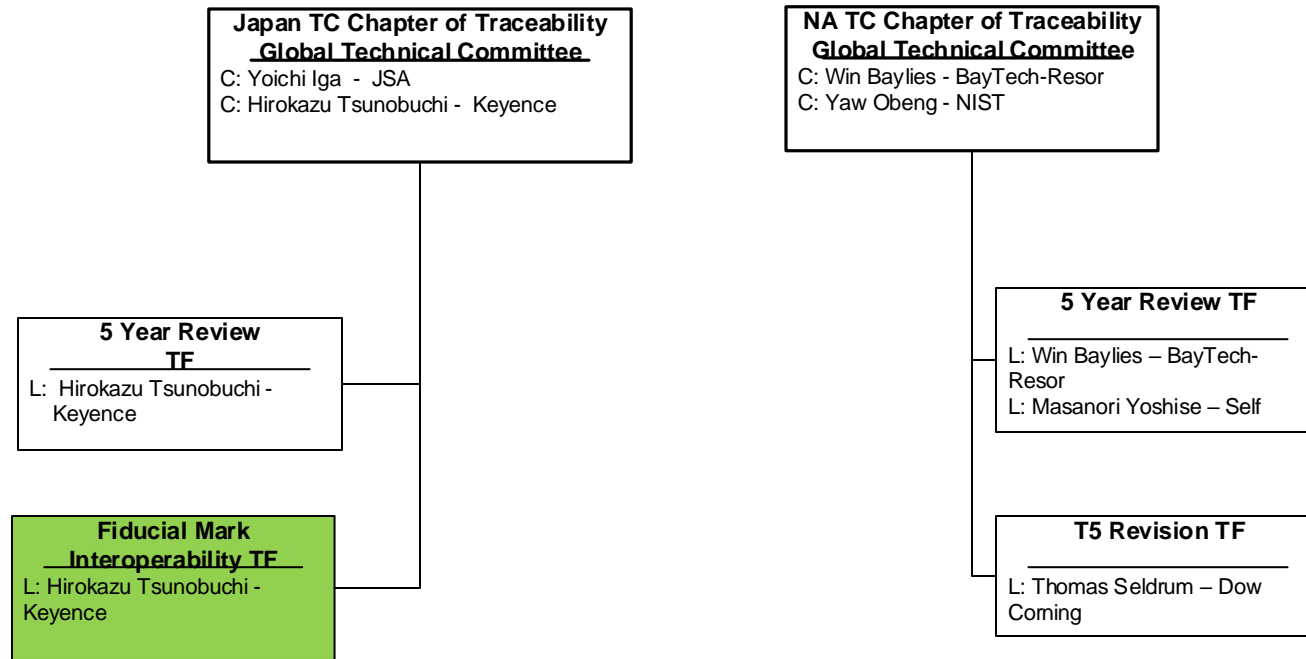 Japan TC Chapter of Traceability
Global Technical Committee
C: Yoichi Iga - JSA
C: Hirokazu Tsunobuchi - Keyence
NA TC Chapter of Traceability
Global Technical Committee
C: Win Baylies - BayTech-Resor
C: Yaw Obeng - NIST
5 Year Review
TF
L: Hirokazu Tsunobuchi -
Keyence
5 Year Review TF
L: Win Baylies – BayTech-
Resor
L: Masanori Yoshise – Self
Fiducial Mark
Interoperability TF
L: Hirokazu Tsunobuchi -
Keyence
T5 Revision TF
L: Thomas Seldrum – Dow
Corning